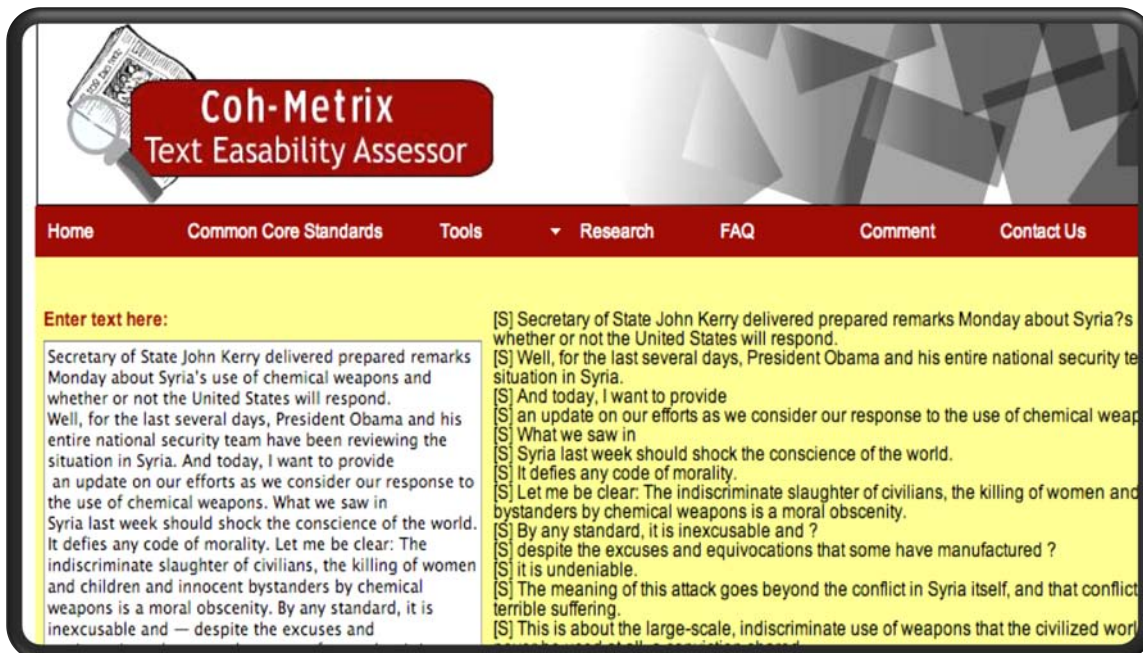 Coh-Metrix
Text Easability Assessor
Home Common Core Standards Tools Research FAQ Comment Contact Us
Enter text here:
Secretary of State John Kerry delivered prepared remarks
Monday about Syria's use of chemical weapons and
whether or not the United States will respond.
Well, for the last several days, President Obama and his
entire national security team have been reviewing the
situation in Syria. And today, I want to provide
an update on our efforts as we consider our response to
the use of chemical weapons. What we saw in
Syria last week should shock the conscience of the world.
It defies any code of morality. Let me be clear: The
indiscriminate slaughter of civilians, the killing of women
and children and innocent bystanders by chemical
weapons is a moral obscenity. By any standard, it is
inexcusable and — despite the excuses and
[S] Secretary of State John Kerry delivered prepared remarks Monday about Syria?s
whether or not the United States will respond.
[S] Well, for the last several days, President Obama and his entire national security te
situation in Syria.
[S] And today, I want to provide
[S] an update on our efforts as we consider our response to the use of chemical weap
[S] What we saw in
[S] Syria last week should shock the conscience of the world.
[S] It defies any code of morality.
[S] Let me be clear: The indiscriminate slaughter of civilians, the killing of women and
bystanders by chemical weapons is a moral obscenity.
[S] By any standard, it is inexcusable and ?
[S] despite the excuses and equivocations that some have manufactured ?
[S] it is undeniable.
[S] The meaning of this attack goes beyond the conflict in Syria itself, and that conflict
terrible suffering.
[S] This is about the large-scale, indiscriminate use of weapons that the civilized worl